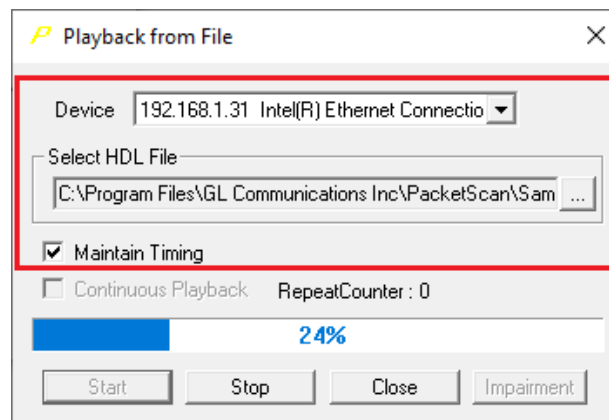 P Playback from File
Device 192.168.1.31 Intel(R) Ethernet Connectio
Select HDL File
C:\Program Files\GL Communications Inc\PacketScan\Sam ...
Maintain Timing
Continuous Playback RepeatCounter : 0
24%
Start Stop Close Impairment